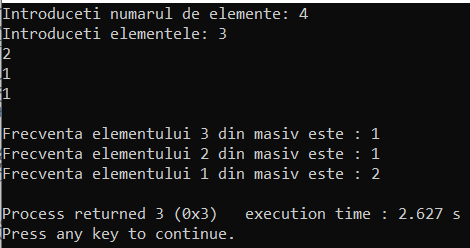 Introduceti numarul de elemente: 4
Introduceti elementele: 3
2
1
1
Frecventa elementului 3 din masiv este : 1
Frecventa elementului 2 din masiv este : 1
Frecventa elementului 1 din masiv este : 2
Process returned 3 (0x3)   execution time : 2.627 s
Press any key to continue.